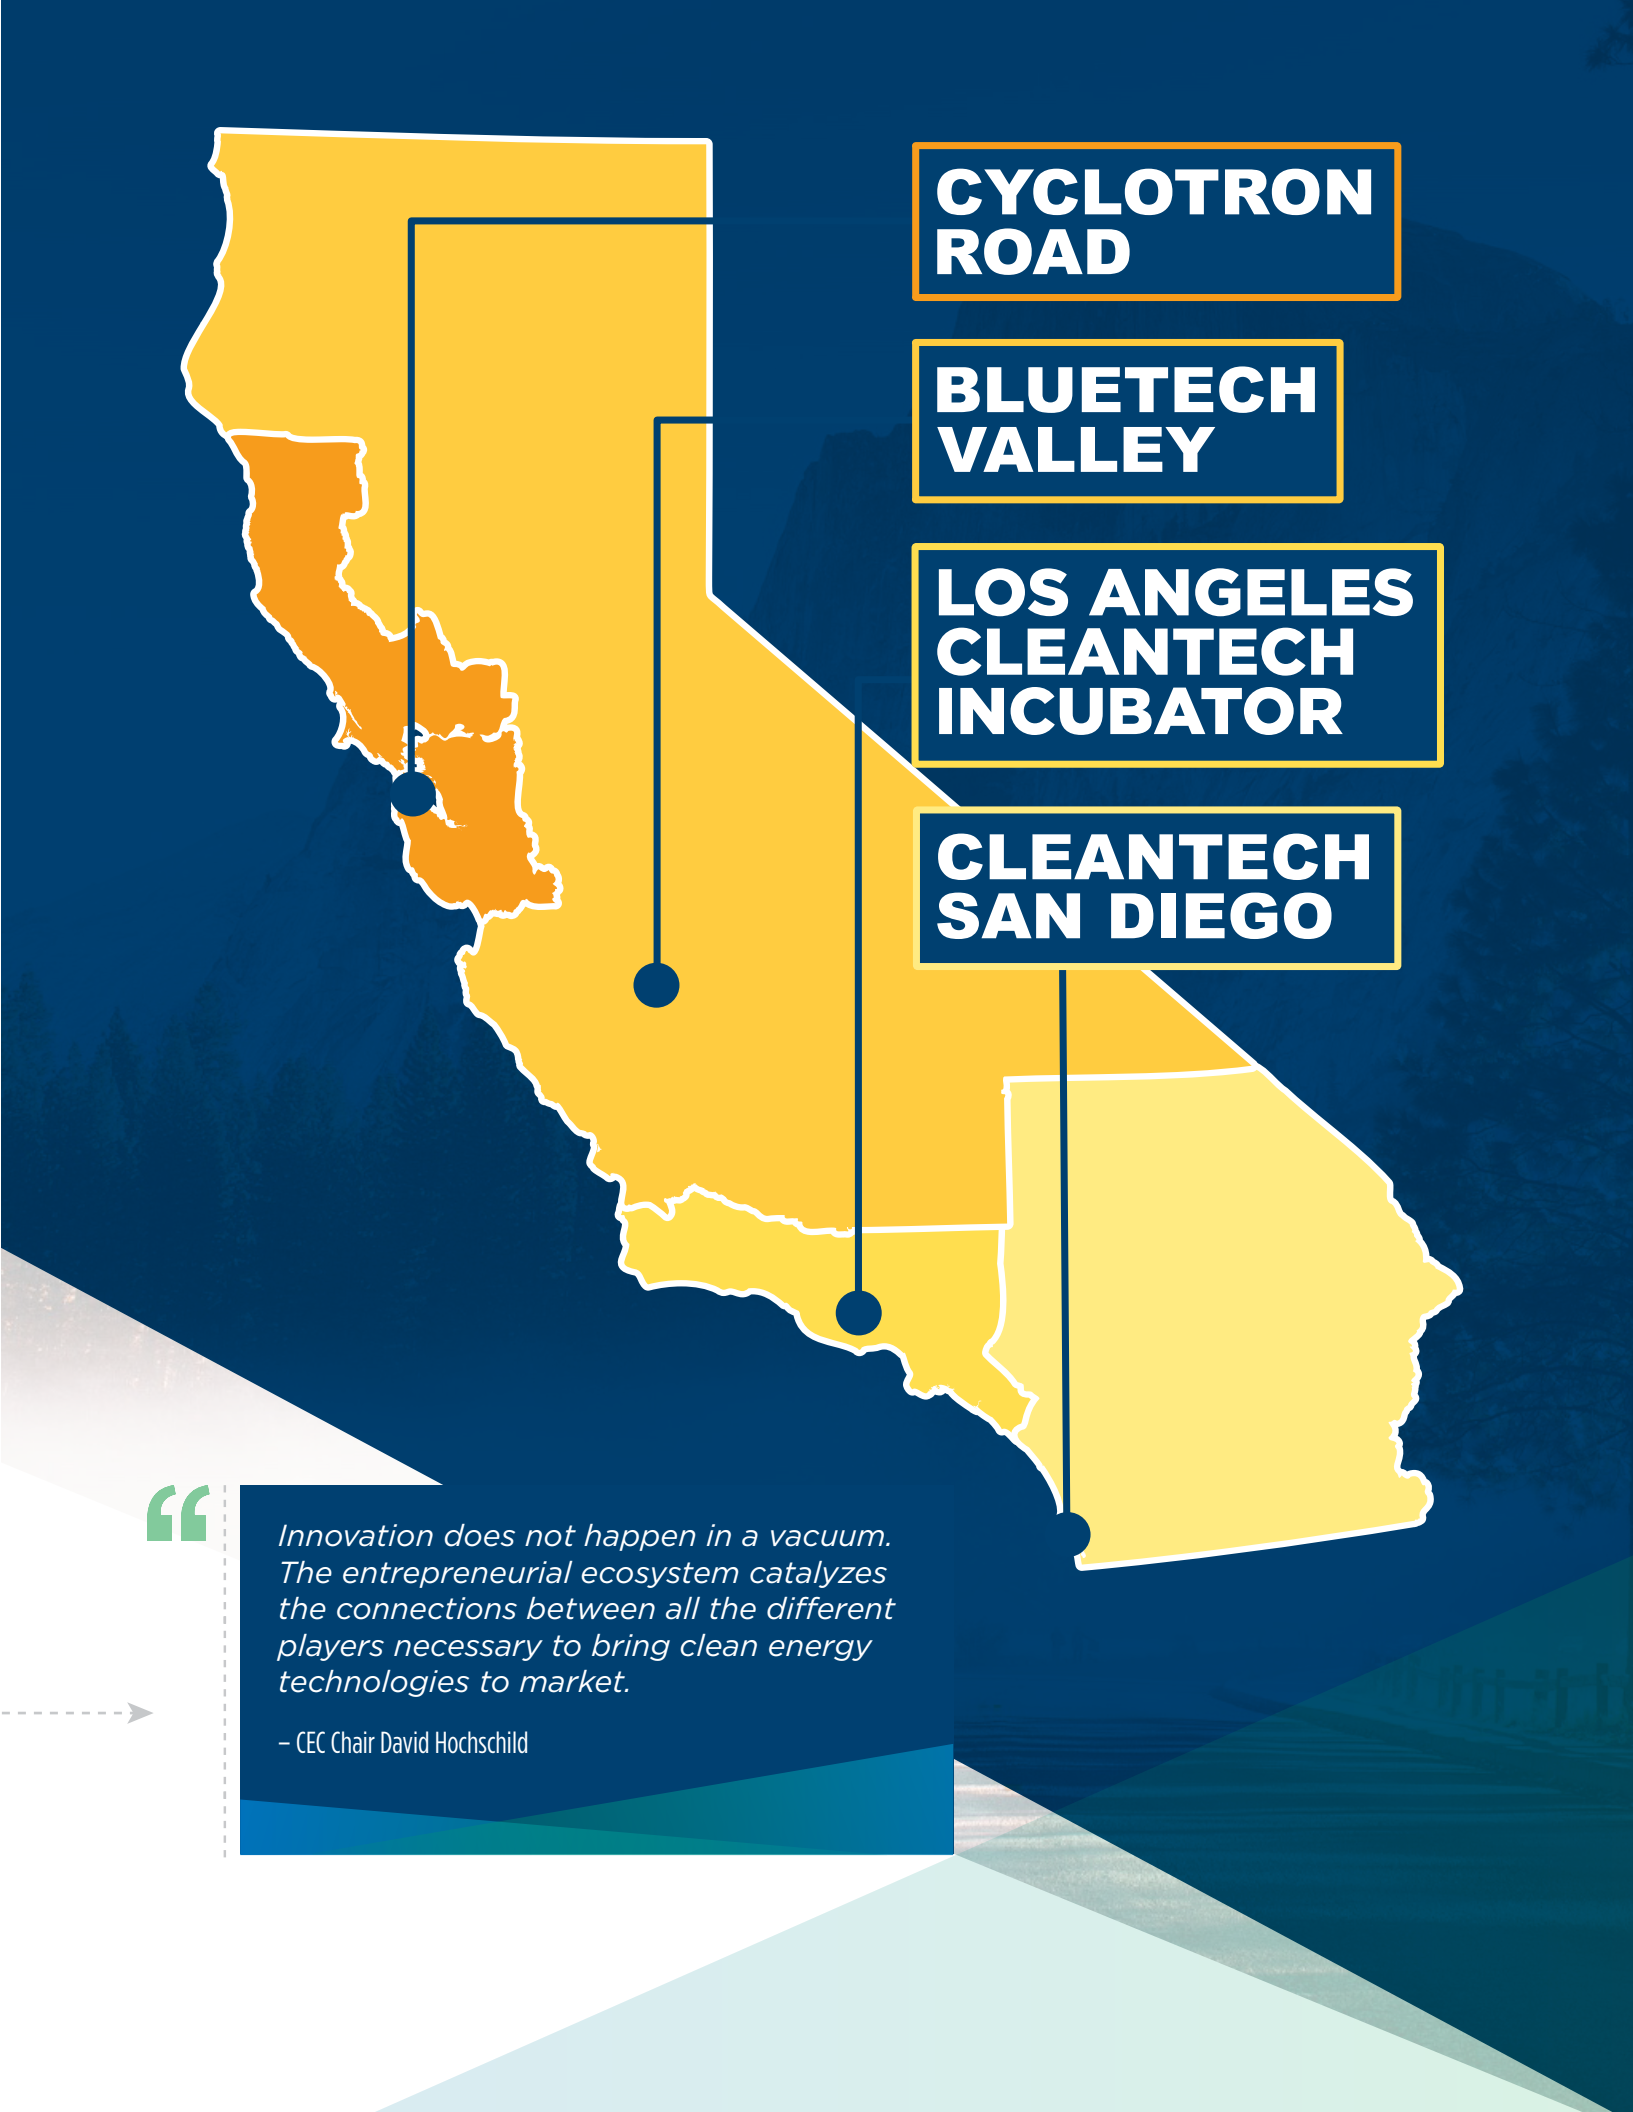 CYCLOTRON
ROAD
BLUETECH
VALLEY
LOS ANGELES
CLEANTECH
INCUBATOR
CLEANTECH
SAN DIEGO
“
Innovation does not happen in a vacuum.
The entrepreneurial ecosystem catalyzes
the connections between all the different
players necessary to bring clean energy
technologies to market.
– CEC Chair David Hochschild